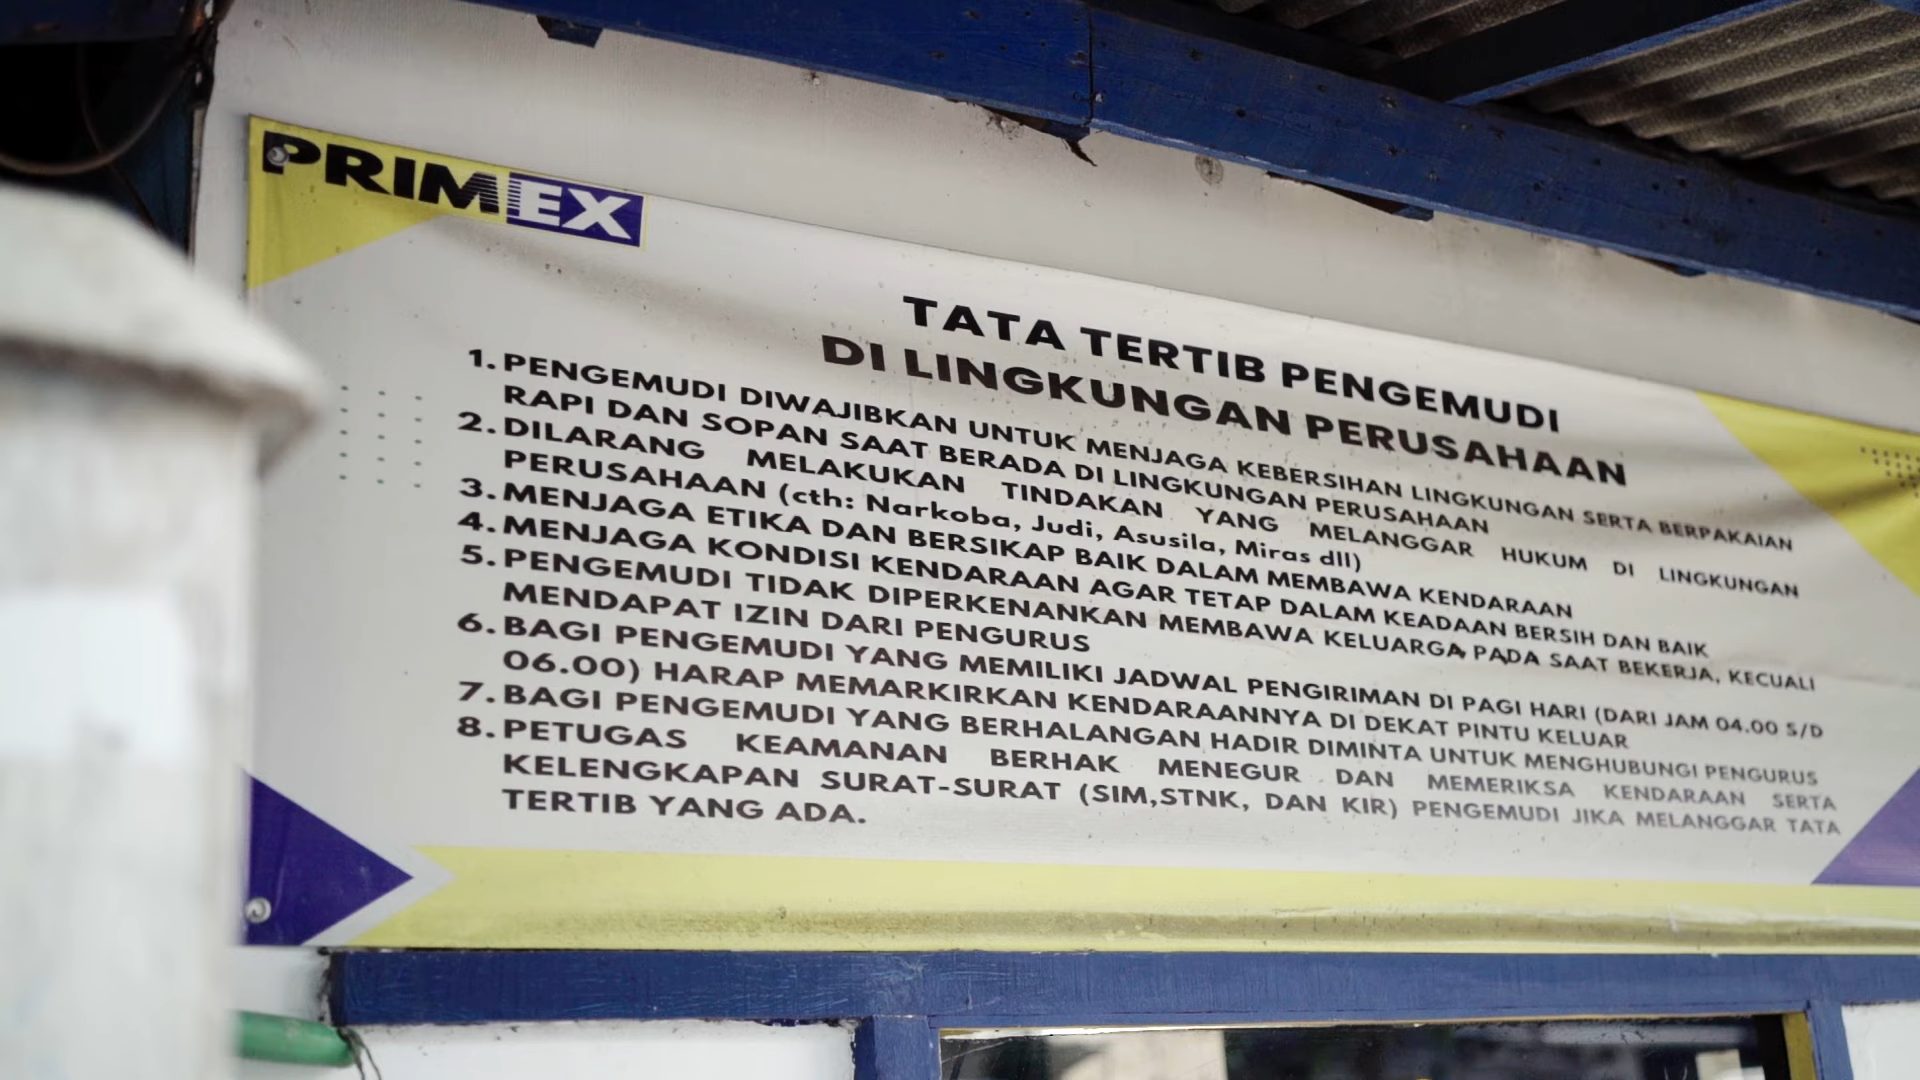 PRIMEX
TATA TERTIB PENGEMUDI
DI LINGKUNGAN PERUSAHAAN
1. PENGEMUDI DIWAJIBKAN UNTUK MENJAGA KEBERSIHAN LINGKUNGAN SERTA BERPAKAIAN
RAPI DAN SOPAN SAAT BERADA DI LINGKUNGAN PERUSAHAAN
2. DILARANG MELAKUKAN TINDAKAN YANG MELANGGAR HUKUM DI LINGKUNGAN
PERUSAHAAN (cth: Narkoba, Judi, Asusila, Miras dll)
3. MENJAGA ETIKA DAN BERSIKAP BAIK DALAM MEMBAWA KENDARAAN
4. MENJAGA KONDISI KENDARAAN AGAR TETAP DALAM KEADAAN BERSIH DAN BAIK
5. PENGEMUDI TIDAK DIPERKENANKAN MEMBAWA KELUARGA PADA SAAT BEKERJA, KECUALI
MENDAPAT IZIN DARI PENGURUS
6. BAGI PENGEMUDI YANG MEMILIKI JADWAL PENGIRIMAN DI PAGI HARI (DARI JAM 04.00 S/D
06.00) HARAP MEMARKIRKAN KENDARAANNYA DI DEKAT PINTU KELUAR
7. BAGI PENGEMUDI YANG BERHALANGAN HADIR DIMINTA UNTUK MENGHUBUNGI PENGURUS
8. PETUGAS KEAMANAN BERHAK MENEGUR DAN MEMERIKSA KENDARAAN SERTA
KELENGKAPAN SURAT-SURAT (SIM,STNK, DAN KIR) PENGEMUDI JIKA MELANGGAR TATA
TERTIB YANG ADA.